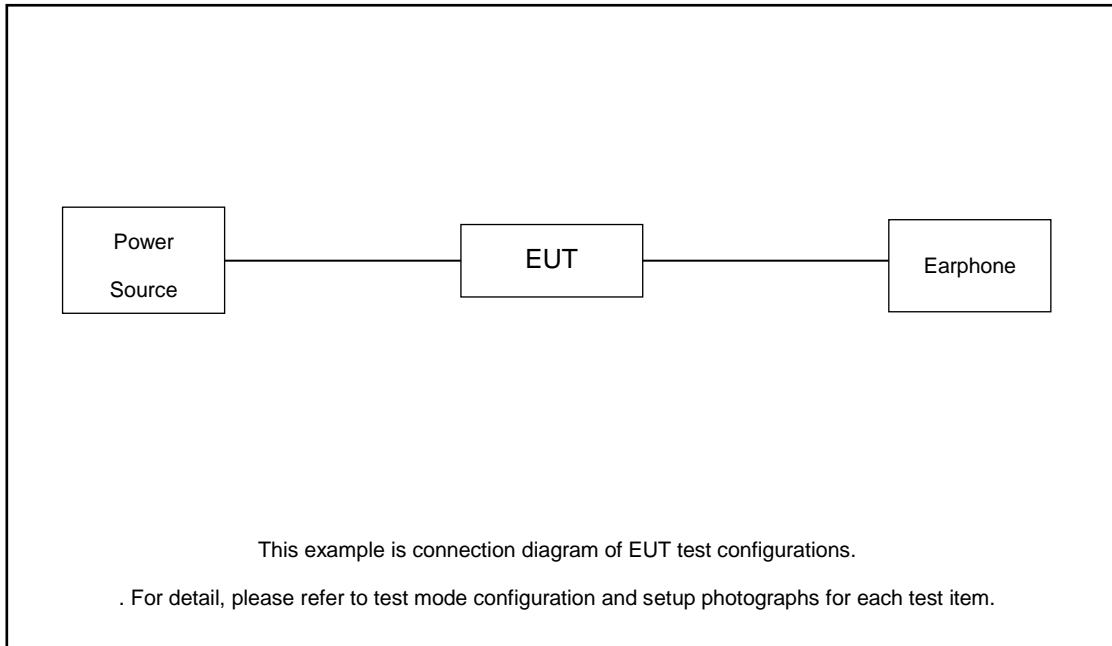 Power
Source
EUT
Earphone
This example is connection diagram of EUT test configurations.
. For detail, please refer to test mode configuration and setup photographs for each test item.